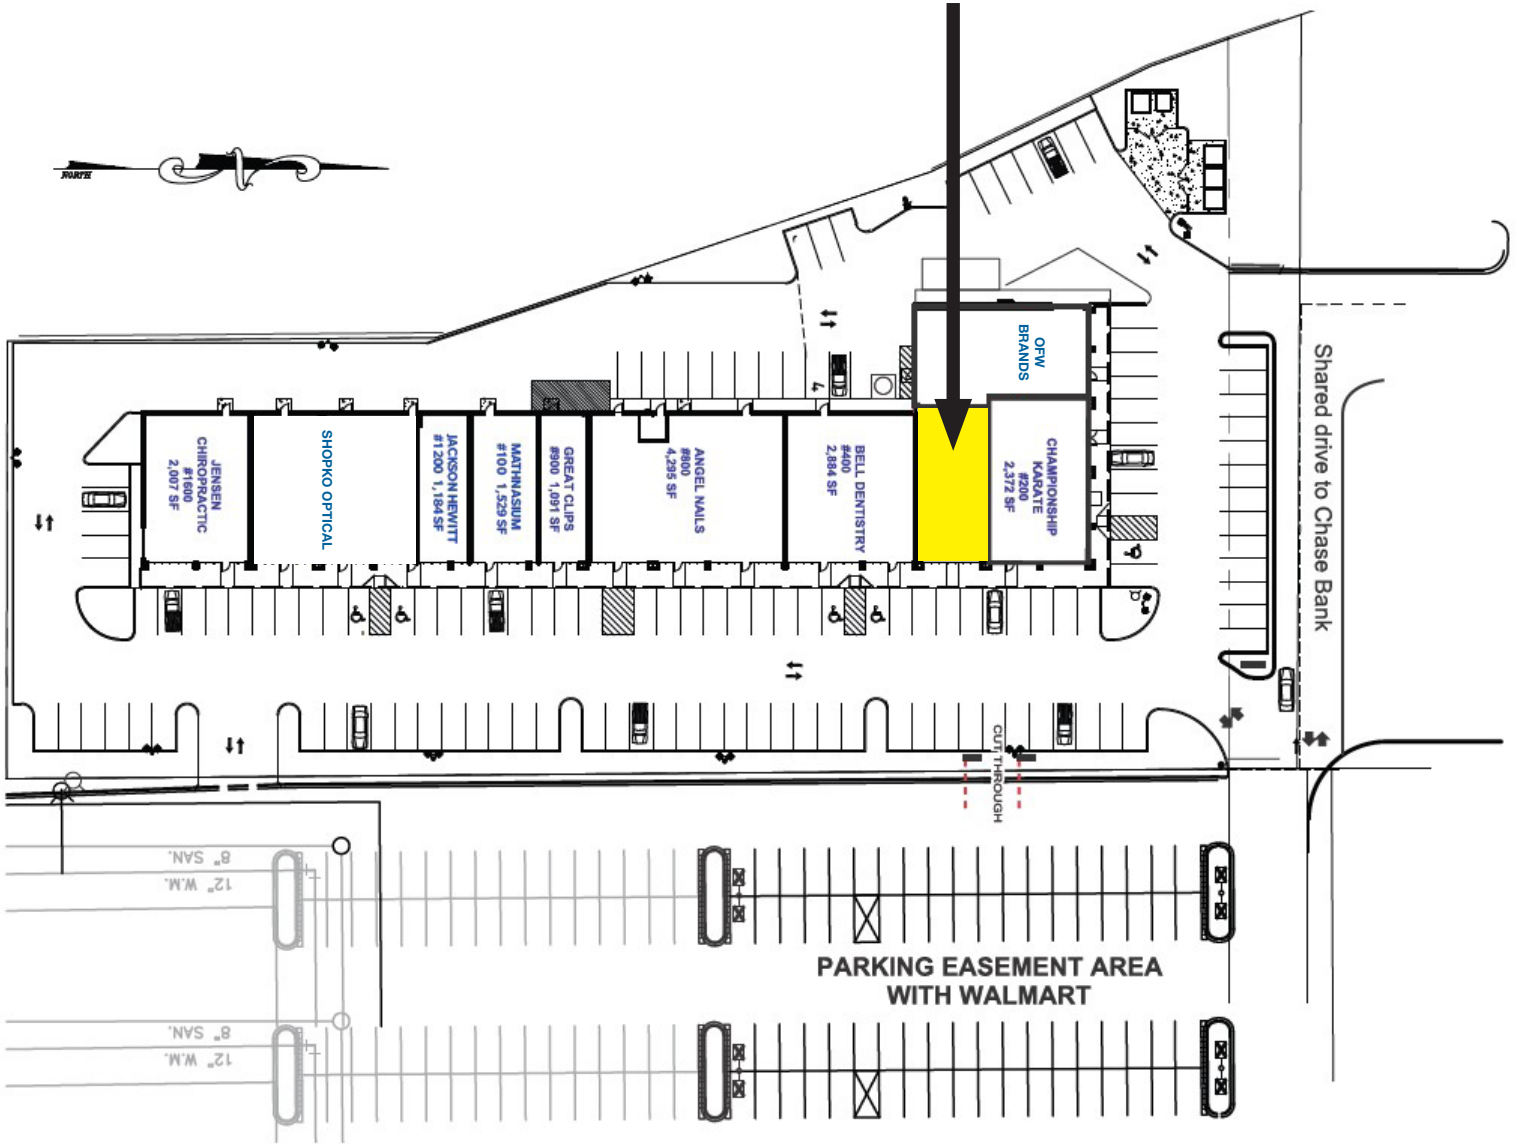 NORTH
OFW
BRANDS
JENSEN
CHIROPRACTIC
#1600
2,007 SF
SHOPKO OPTICAL
JACKSON HEWITT
#1200 1,184 SF
MATHNASIUM
#100 1,529 SF
GREAT CLIPS
#900 1,091 SF
ANGEL NAILS
#800
4,295 SF
BELL DENTISTRY
#400
2,884 SF
CHAMPIONSHIP
KARATE
#200
2,372 SF
4
Shared drive to Chase Bank
CUT THROUGH
8" SAN.
12" W.M.
PARKING EASEMENT AREA
WITH WALMART
8" SAN.
12" W.M.